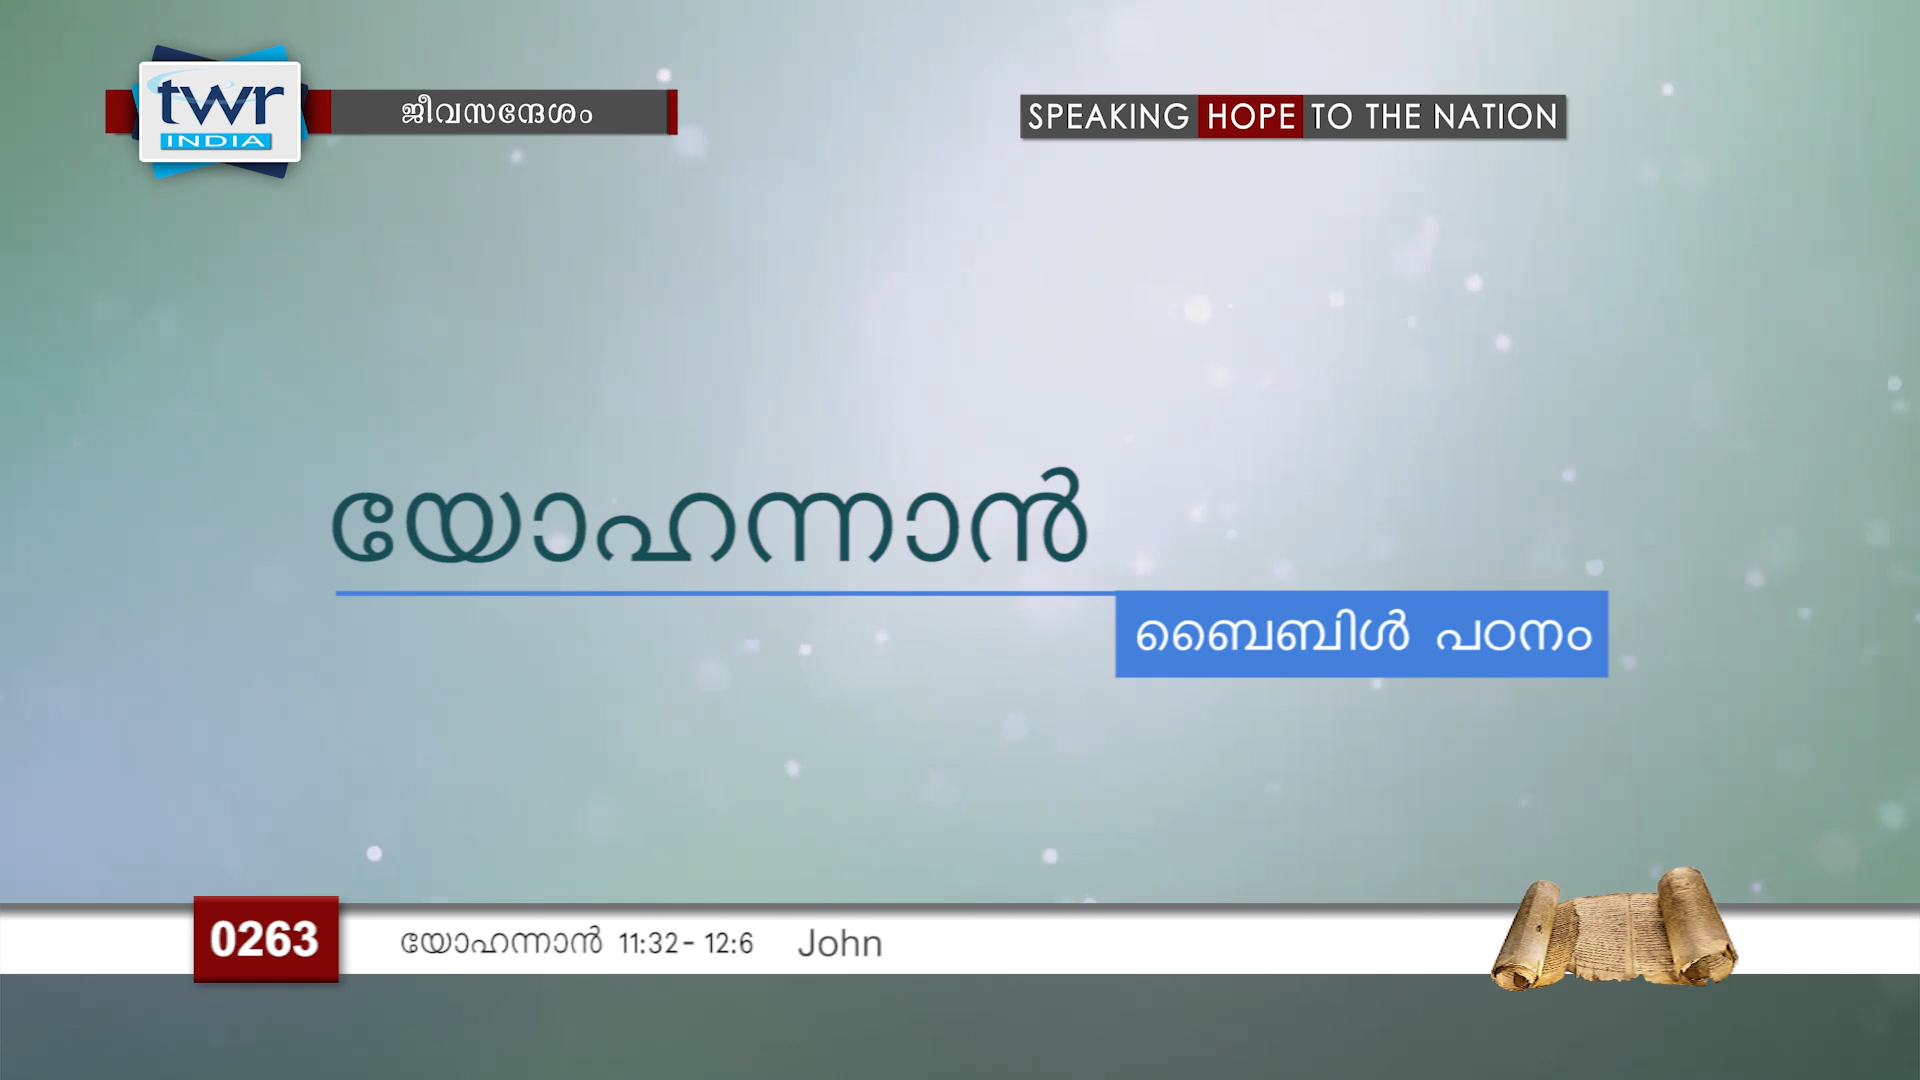 twr
INDIA
ജീവസന്ദേശം
SPEAKING HOPE TO THE NATION
യോഹന്നാൻ
ബൈബിൾ പഠനം
0263
യോഹന്നാൻ 11:32- 12:6 John